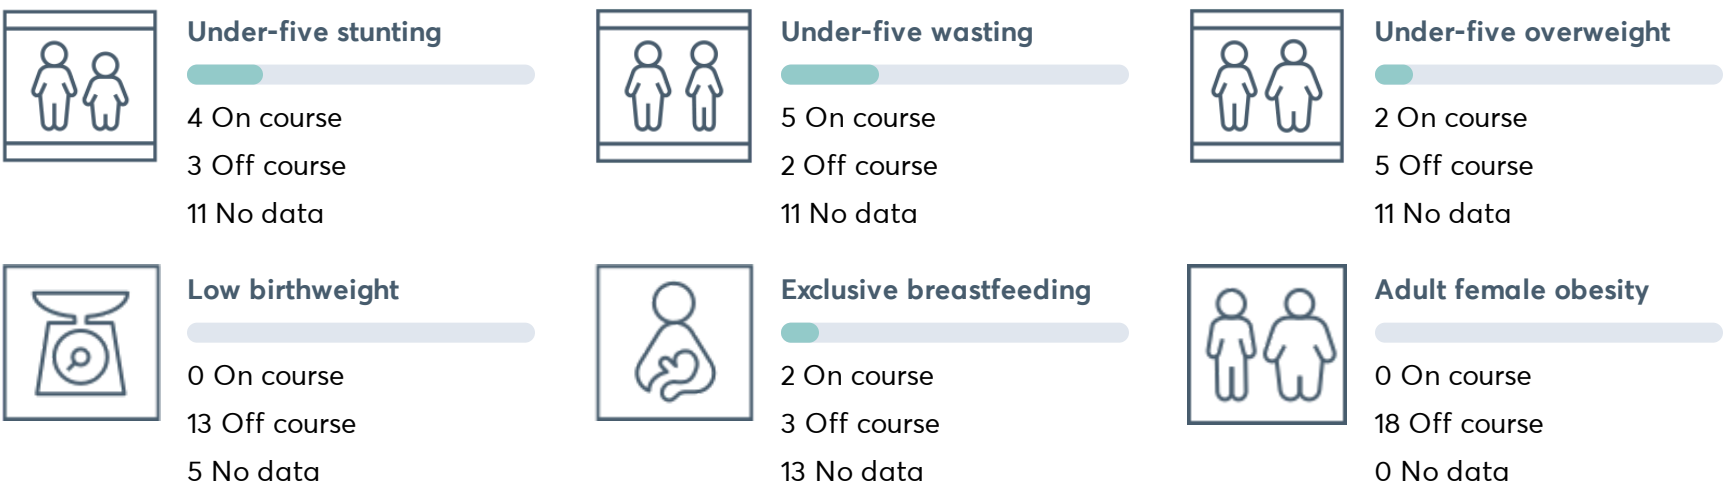 Under-five stunting
4 On course
3 Off course
11 No data
Under-five wasting
5 On course
2 Off course
11 No data
Under-five overweight
2 On course
5 Off course
11 No data
Low birthweight
0 On course
13 Off course
5 No data
Exclusive breastfeeding
2 On course
3 Off course
13 No data
Adult female obesity
0 On course
18 Off course
0 No data